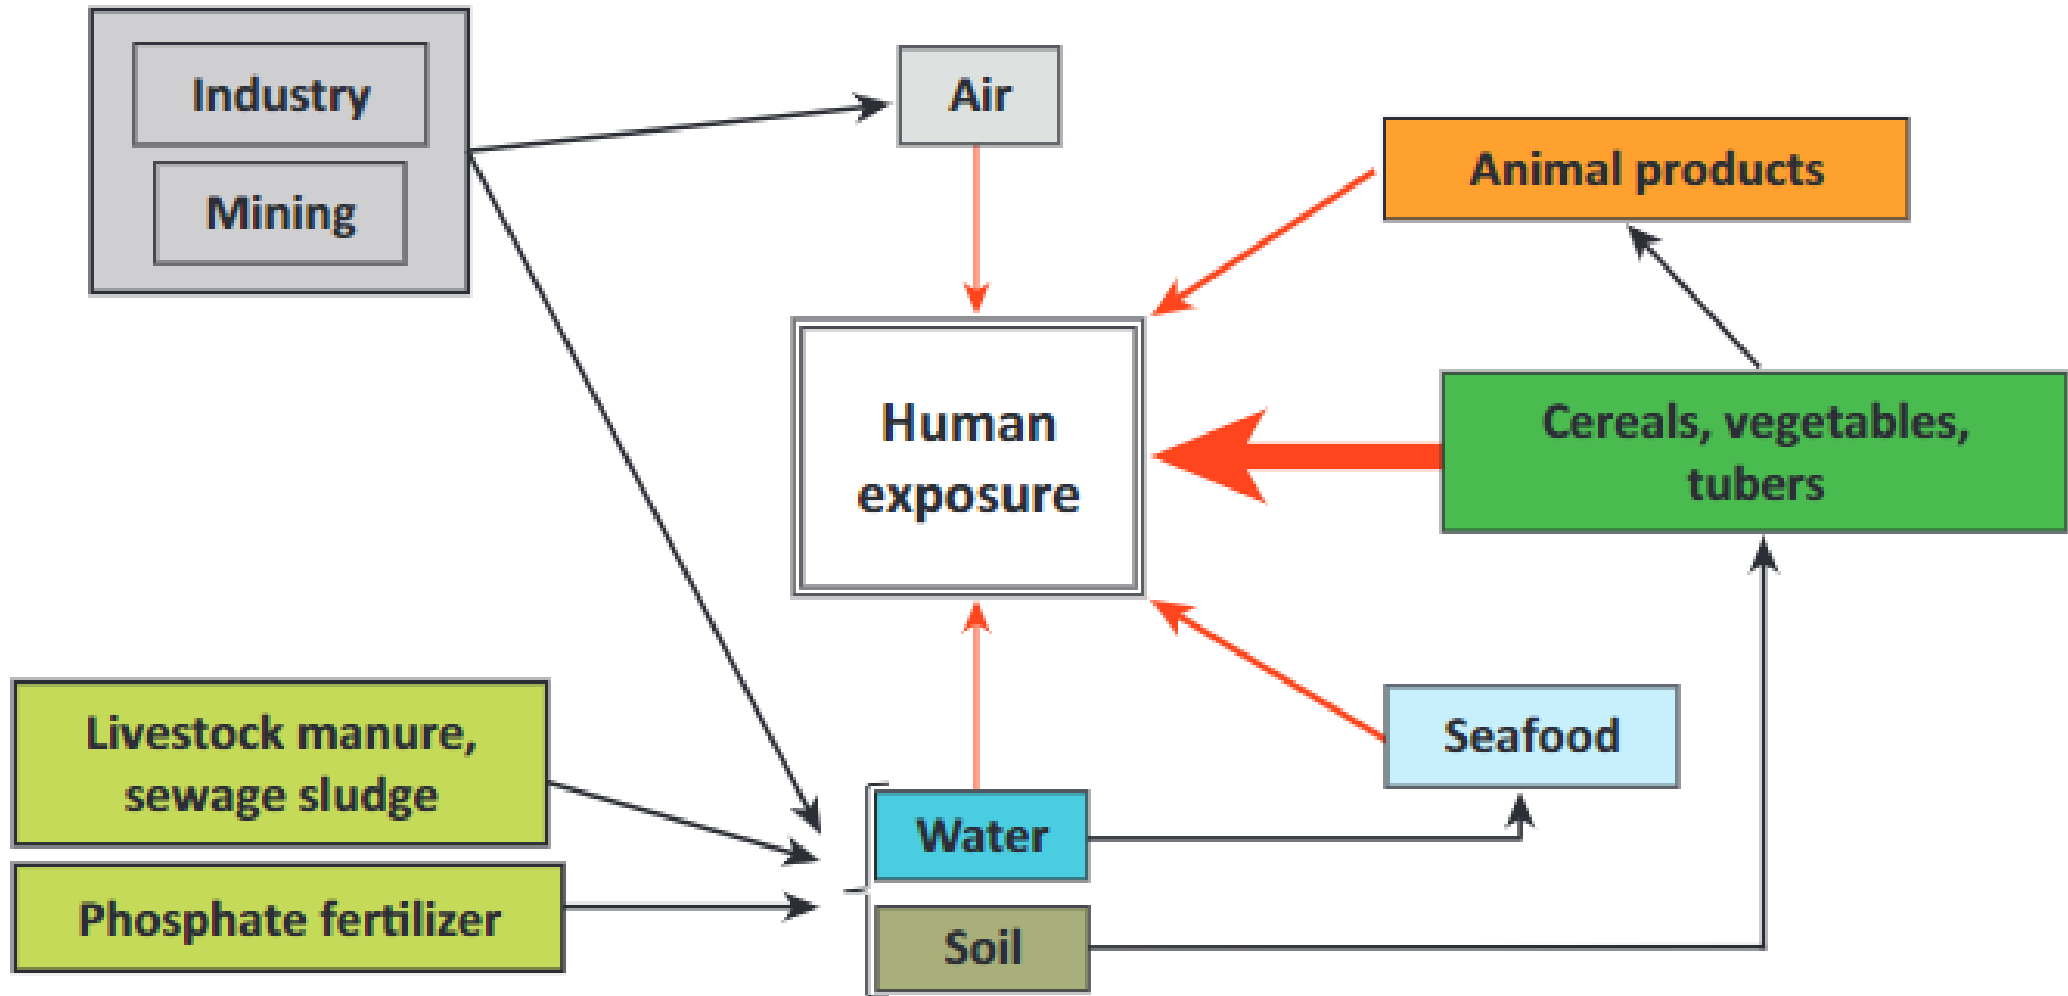 Industry
Mining
Air
Animal products
Human
exposure
Cereals, vegetables,
tubers
Livestock manure,
sewage sludge
Phosphate fertilizer
Water
Soil
Seafood